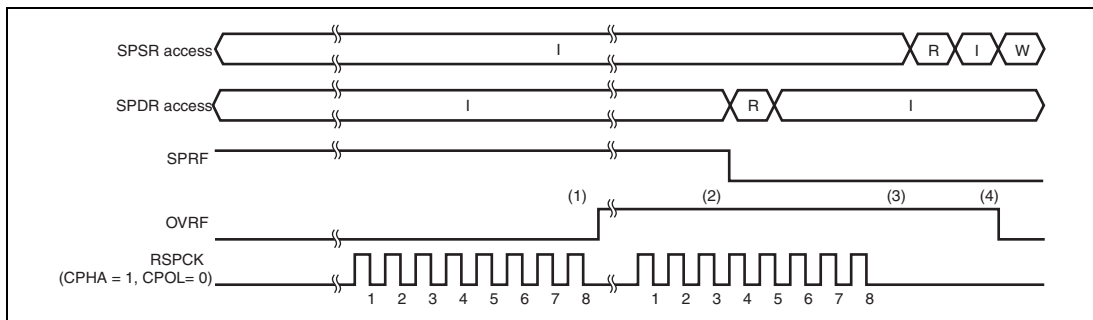 SPSR access I R I W
SPDR access I R I
SPRF
(1) (2) (3) (4)
OVRF
RSPCK
(CPHA = 1, CPOL= 0)
1 2 3 4 5 6 7 8 1 2 3 4 5 6 7 8